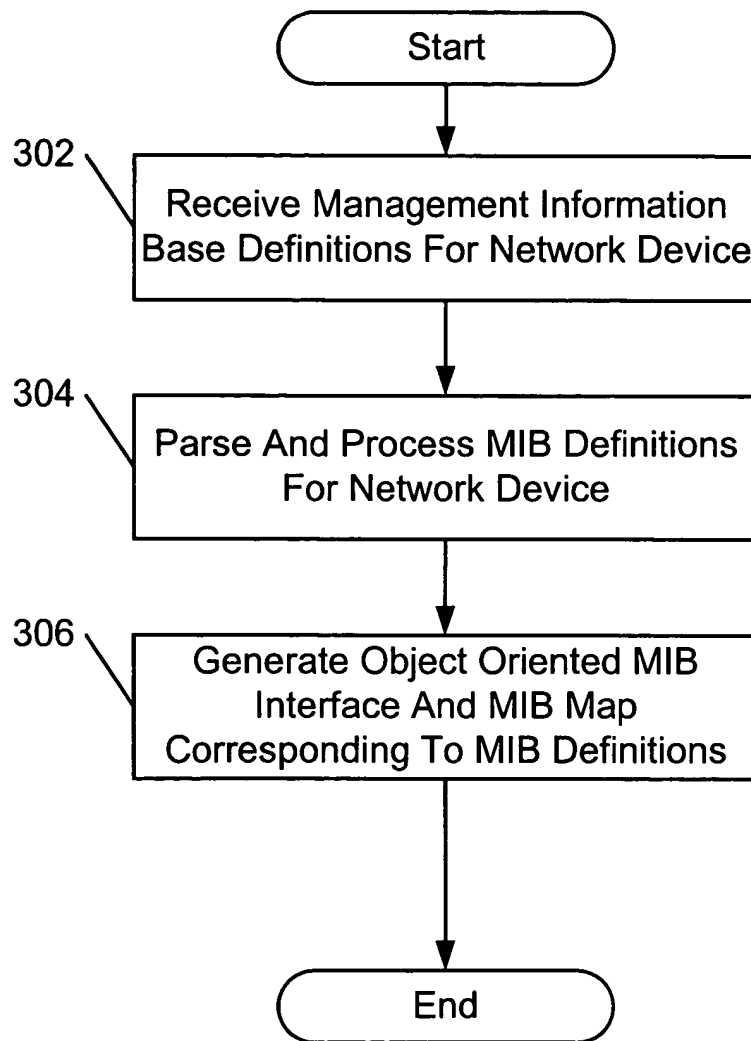 Start
302
Receive Management Information
Base Definitions For Network Device
304
Parse And Process MIB Definitions
For Network Device
306
Generate Object Oriented MIB
Interface And MIB Map
Corresponding To MIB Definitions
End